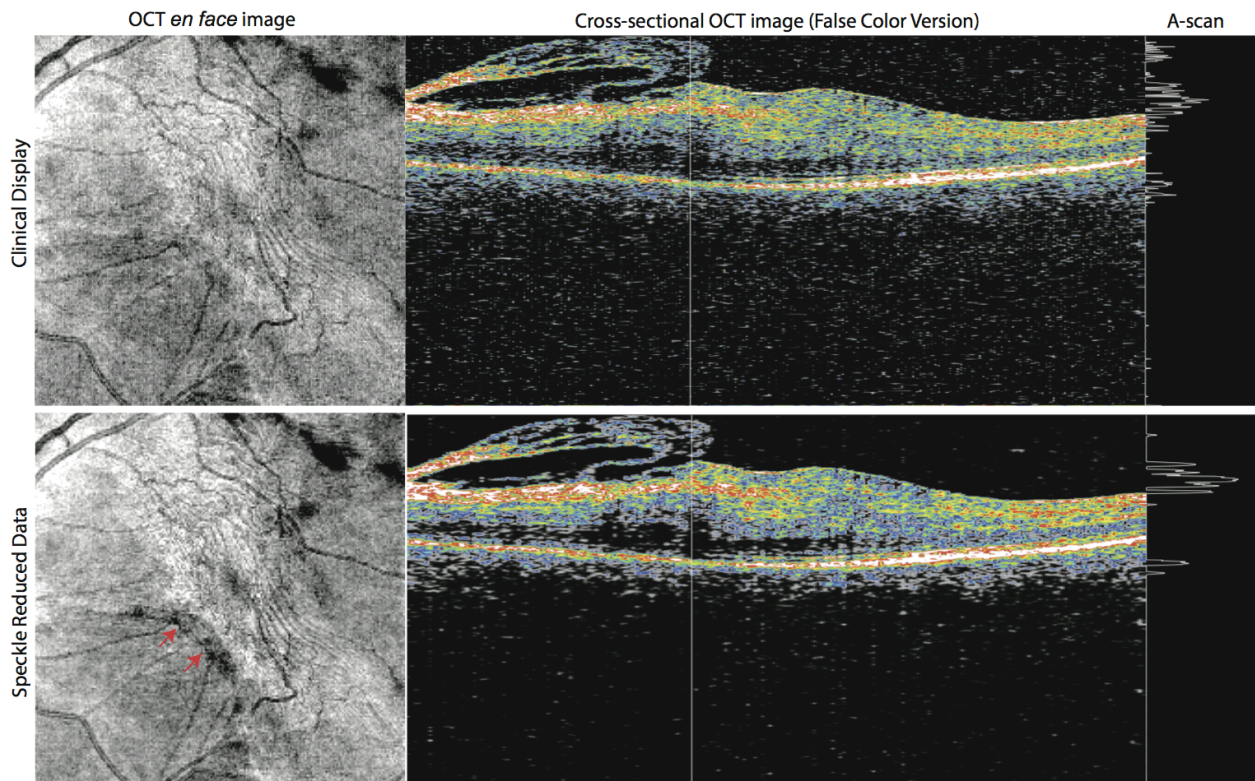 OCT en face image
Cross-sectional OCT image (False Color Version)
A-scan
Clinical Display
Speckle Reduced Data